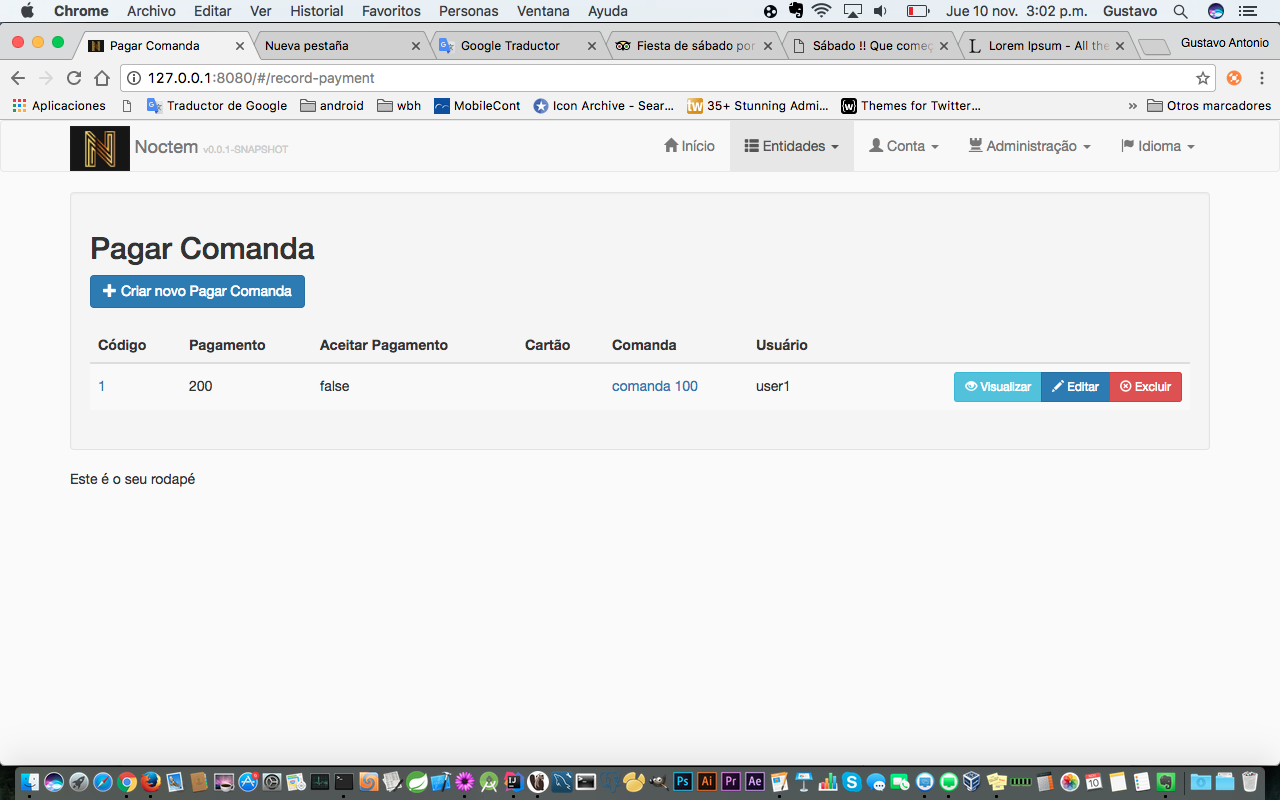 Chrome Archivo Editar Ver Historial Favoritos Personas Ventana Ayuda Jue 10 nov. 3:02 p.m. Gustavo
Pagar Comanda Nueva pestaña Google Traductor Fiesta de sábado por Sábado !! Que começ Lorem Ipsum - All the Gustavo Antonio
127.0.0.1:8080/#/record-payment
Aplicaciones Traductor de Google android wbh MobileCont Icon Archive - Sear... 35+ Stunning Admi... Themes for Twitter... » Otros marcadores
Noctem v0.0.1-SNAPSHOT Início Entidades Conta Administração Idioma
Pagar Comanda
+ Criar novo Pagar Comanda
Código Pagamento Aceitar Pagamento Cartão Comanda Usuário
1 200 false comanda 100 user1 Visualizar Editar Excluir
Este é o seu rodapé
Ps Ai Pr Ae 10